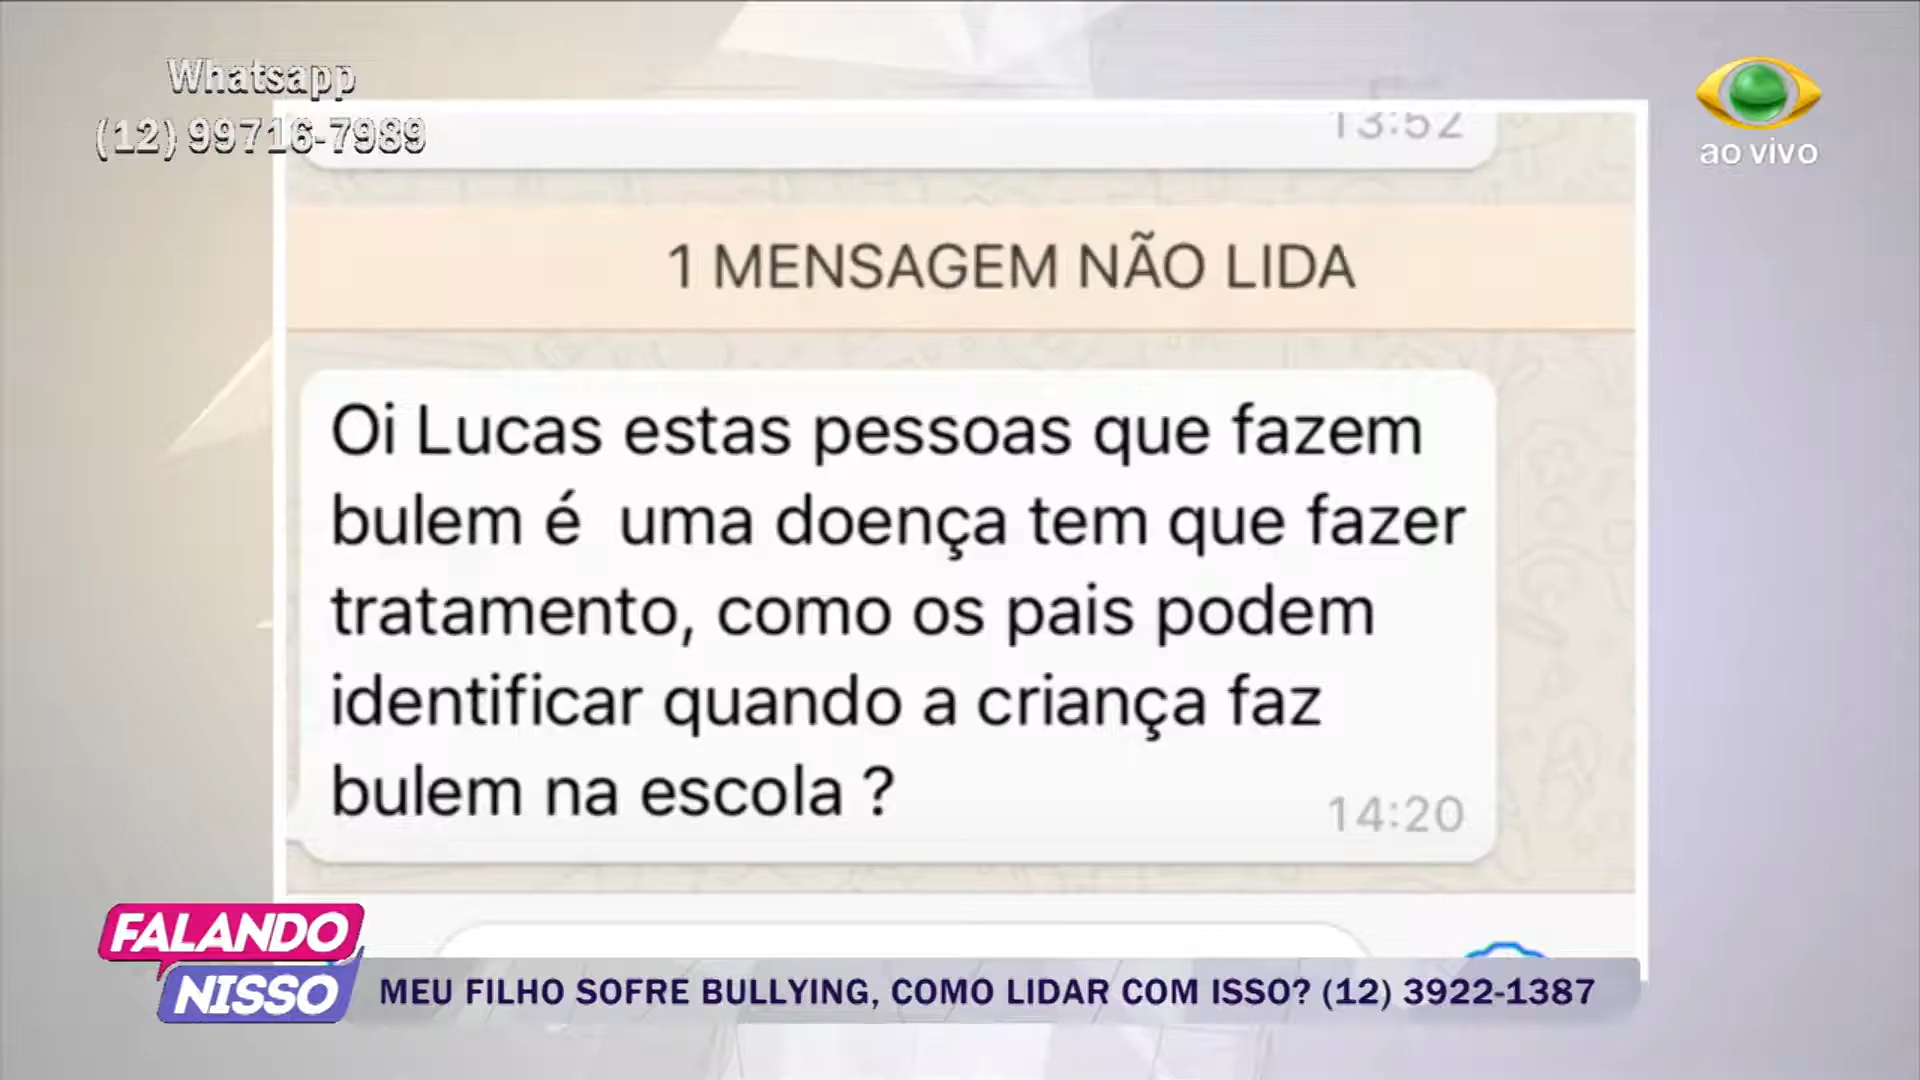 Whatsapp
(12) 99716-7989
ao vivo
13:52
1 MENSAGEM NÃO LIDA
Oi Lucas estas pessoas que fazem
bulem é uma doença tem que fazer
tratamento, como os pais podem
identificar quando a criança faz
bulem na escola ?
14:20
FALANDO
NISSO
MEU FILHO SOFRE BULLYING, COMO LIDAR COM ISSO? (12) 3922-1387